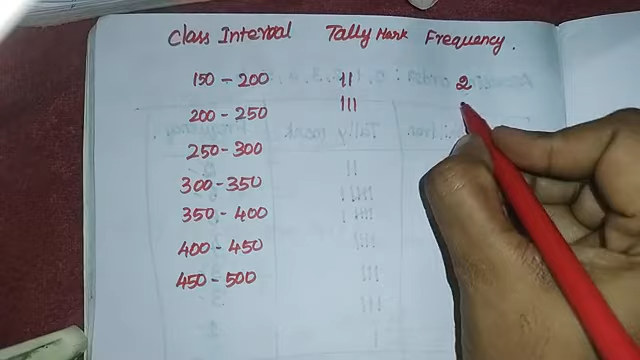 Class Interval Tally Mark Frequency.
150 - 200 || 2
200 - 250 |||
250 - 300
300 - 350
350 - 400
400 - 450
450 - 500